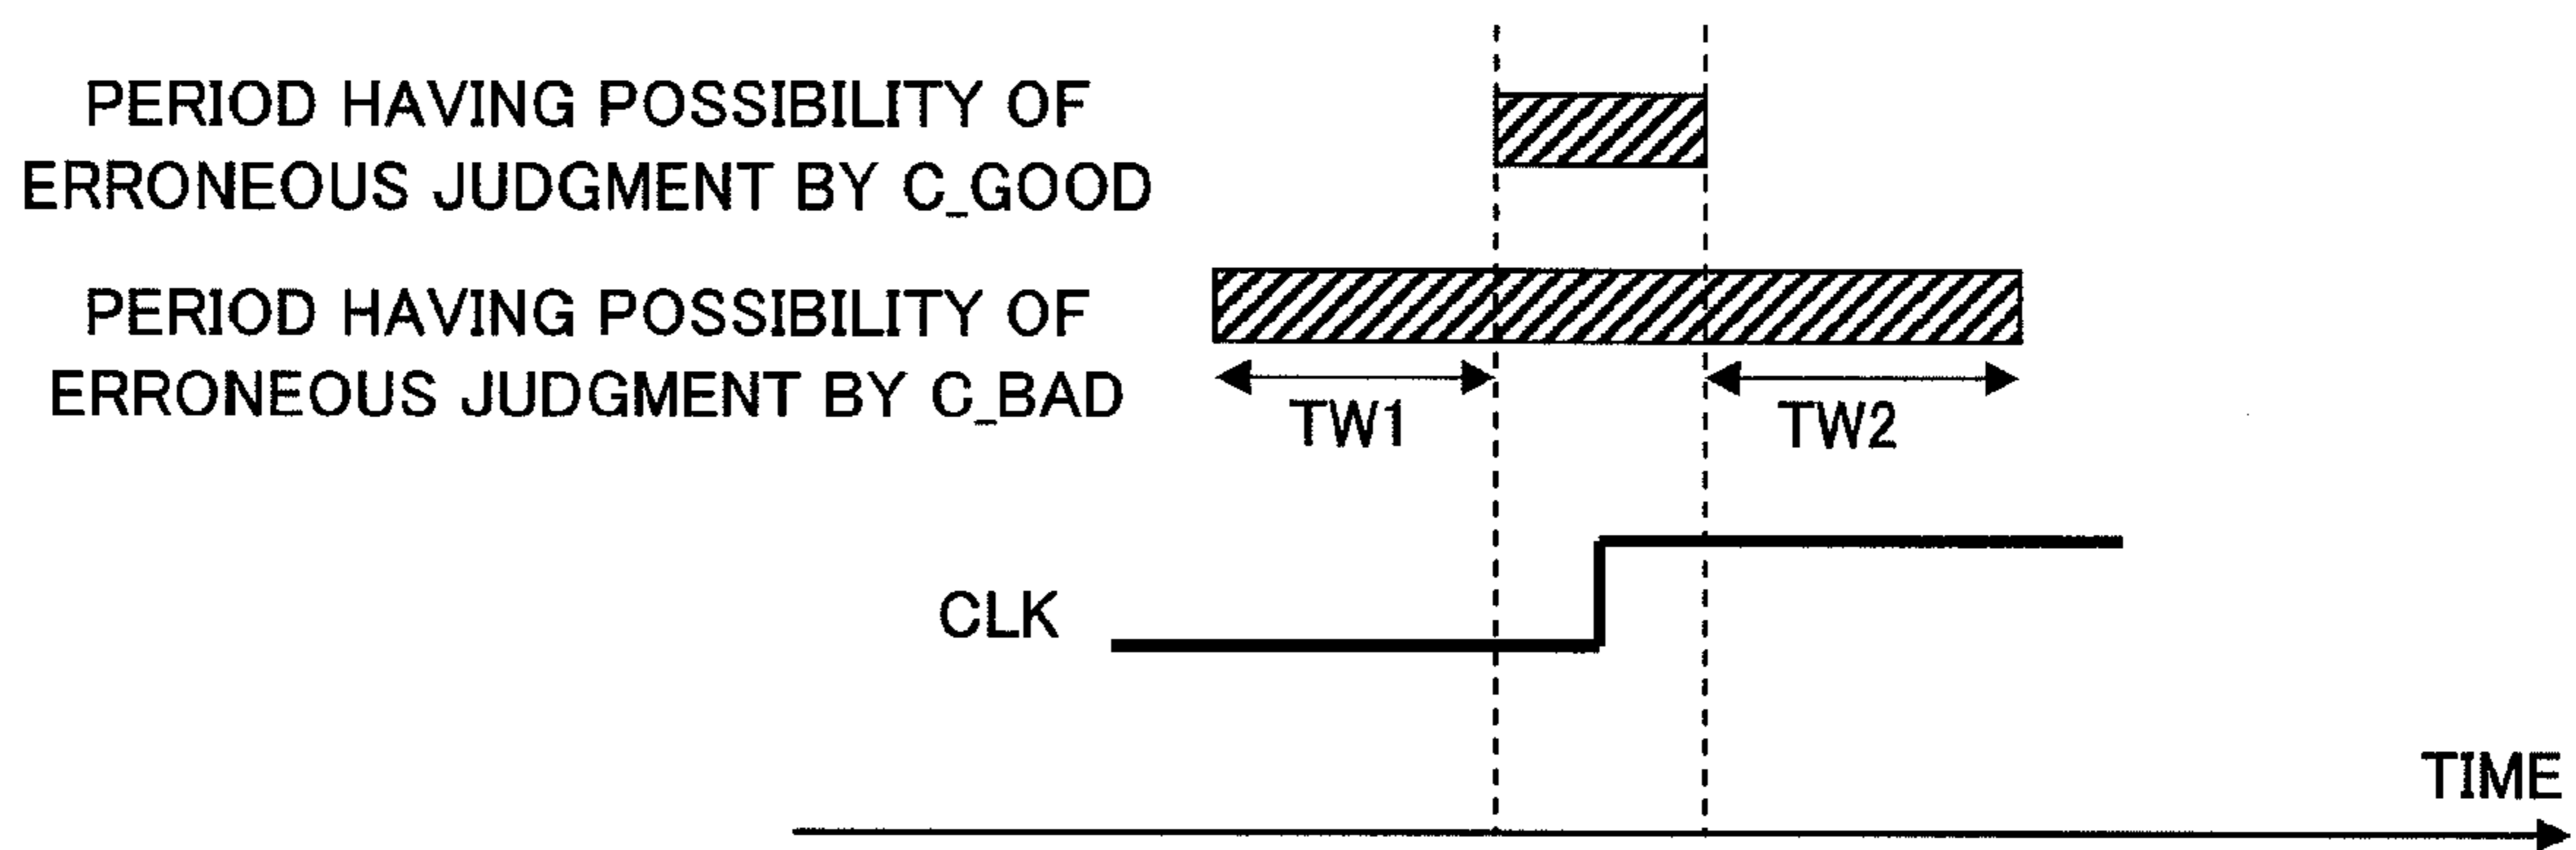 PERIOD HAVING POSSIBILITY OF
ERRONEOUS JUDGMENT BY C_GOOD
PERIOD HAVING POSSIBILITY OF
ERRONEOUS JUDGMENT BY C_BAD
TW1
TW2
CLK
TIME